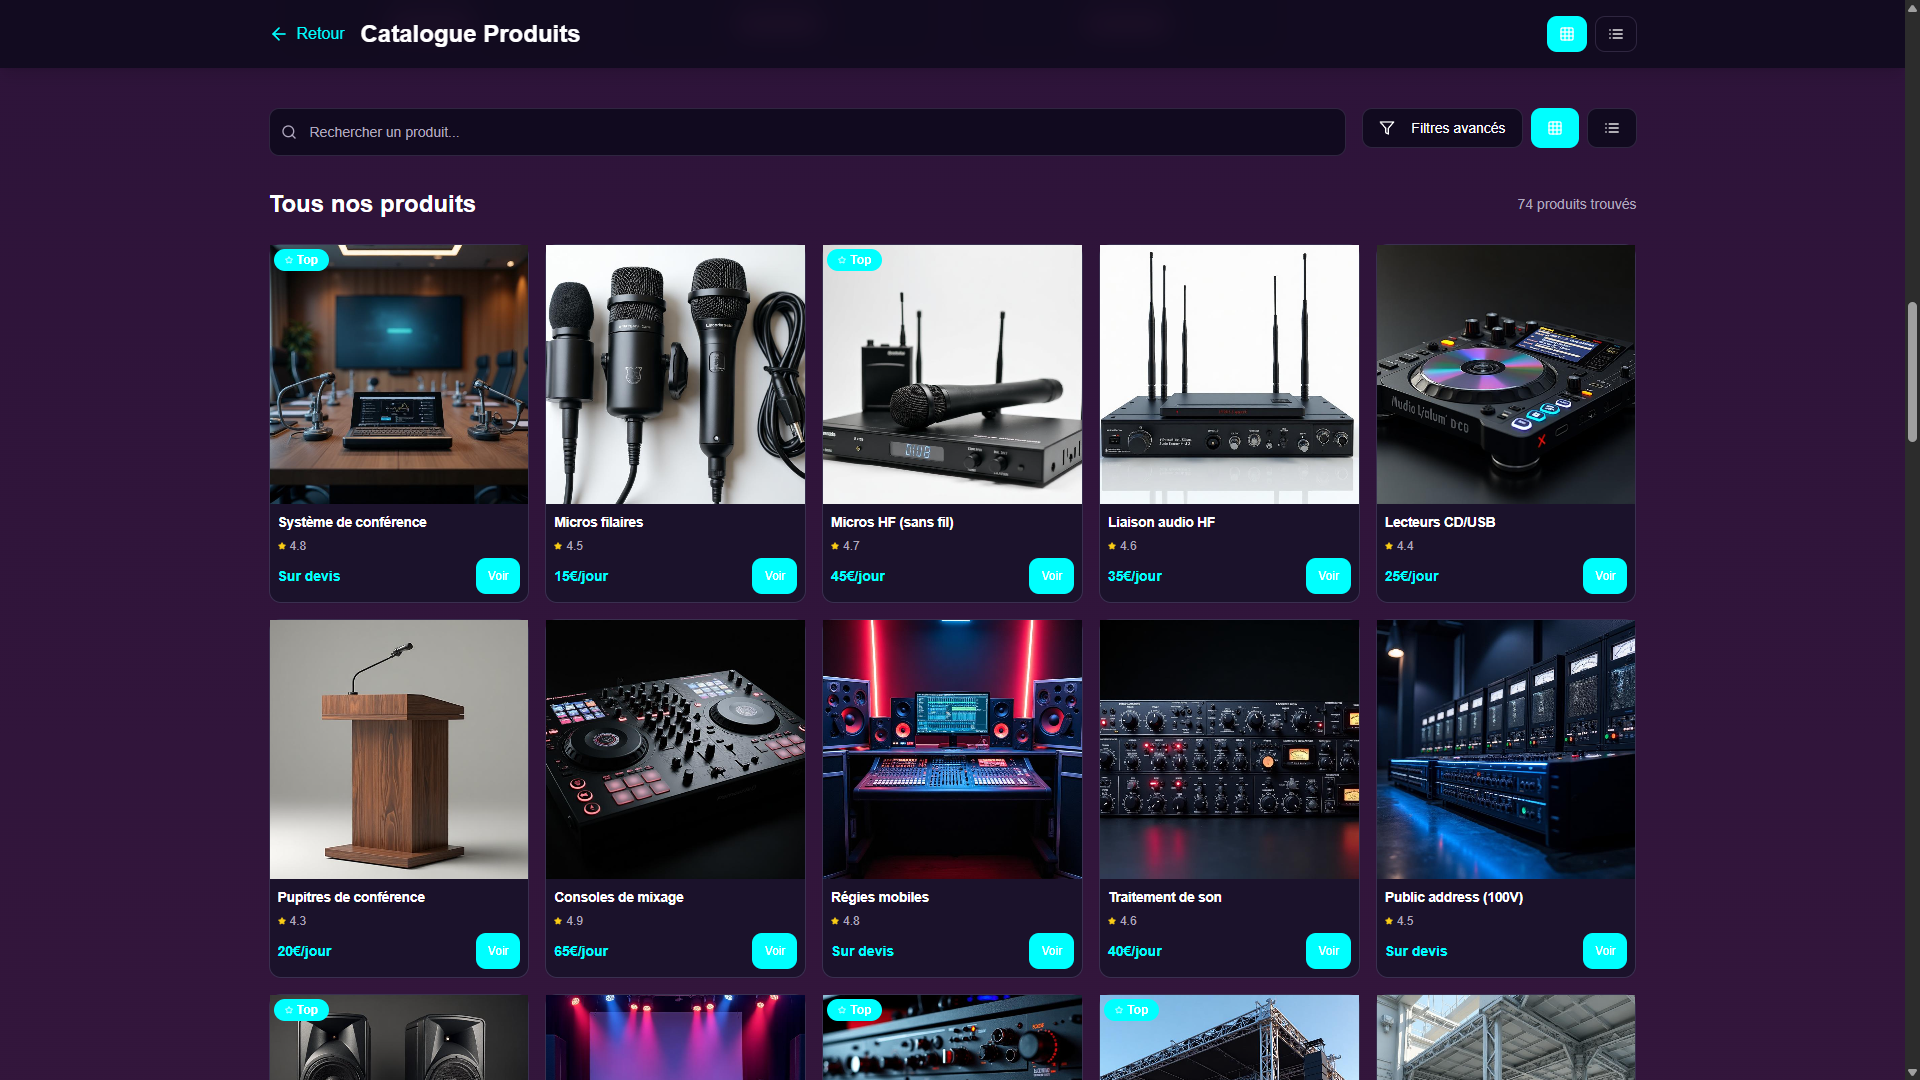 Retour
Catalogue Produits
Rechercher un produit...
Filtres avancés
Tous nos produits
74 produits trouvés
Top
Top
Système de conférence
Micros filaires
Micros HF (sans fil)
Liaison audio HF
Lecteurs CD/USB
4.8
4.5
4.7
4.6
4.4
Sur devis
Voir
15€/jour
Voir
45€/jour
Voir
35€/jour
Voir
25€/jour
Voir
Pupitres de conférence
Consoles de mixage
Régies mobiles
Traitement de son
Public address (100V)
4.3
4.9
4.8
4.6
4.5
20€/jour
Voir
65€/jour
Voir
Sur devis
Voir
40€/jour
Voir
Sur devis
Voir
Top
Top
Top